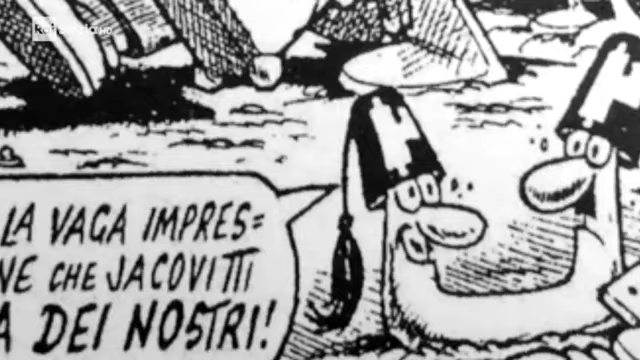 LA VAGA IMPRES=
NE CHE JACOVITTI
A DEI NOSTRI!